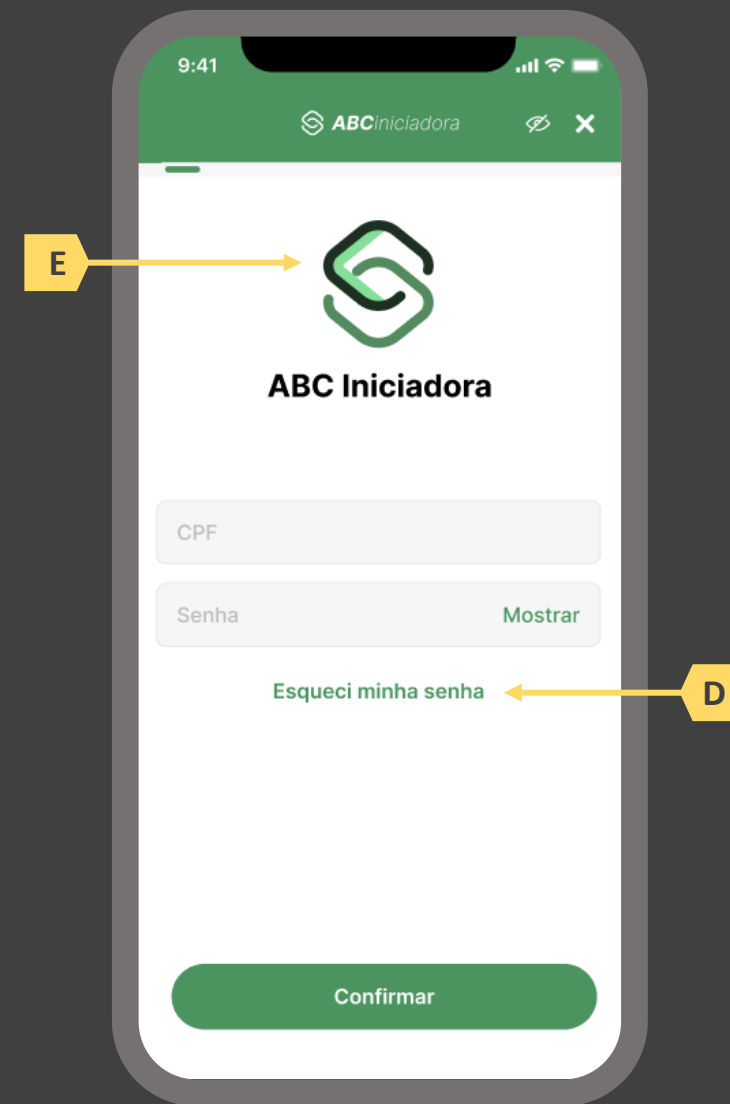 9:41
ABCiniciadora
E
ABC Iniciadora
CPF
Senha
Mostrar
Esqueci minha senha
D
Confirmar